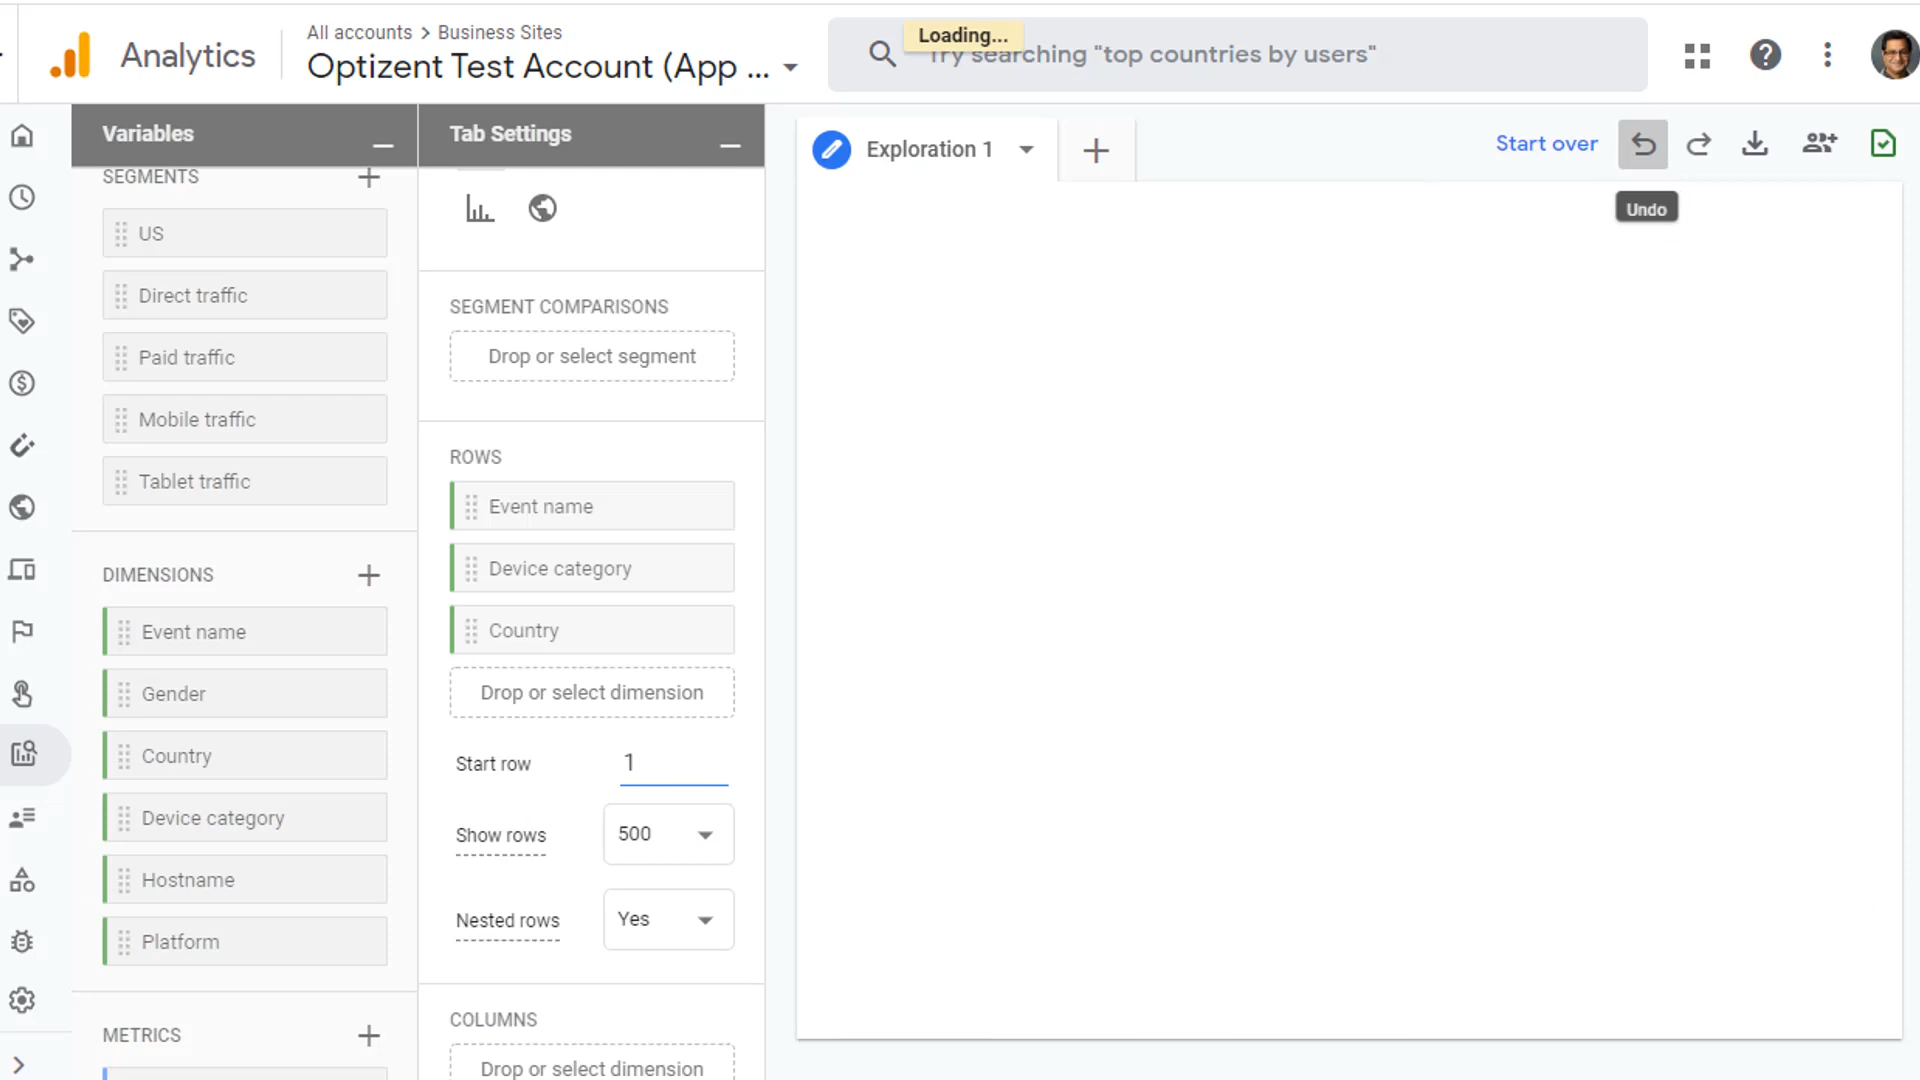 Analytics
All accounts > Business Sites
Optizent Test Account (App ...
Loading...
Try searching "top countries by users"
Variables
Tab Settings
Exploration 1
Start over
Undo
SEGMENTS
US
Direct traffic
Paid traffic
Mobile traffic
Tablet traffic
DIMENSIONS
Event name
Gender
Country
Device category
Hostname
Platform
METRICS
SEGMENT COMPARISONS
Drop or select segment
ROWS
Event name
Device category
Country
Drop or select dimension
Start row 1
Show rows 500
Nested rows Yes
COLUMNS
Drop or select dimension